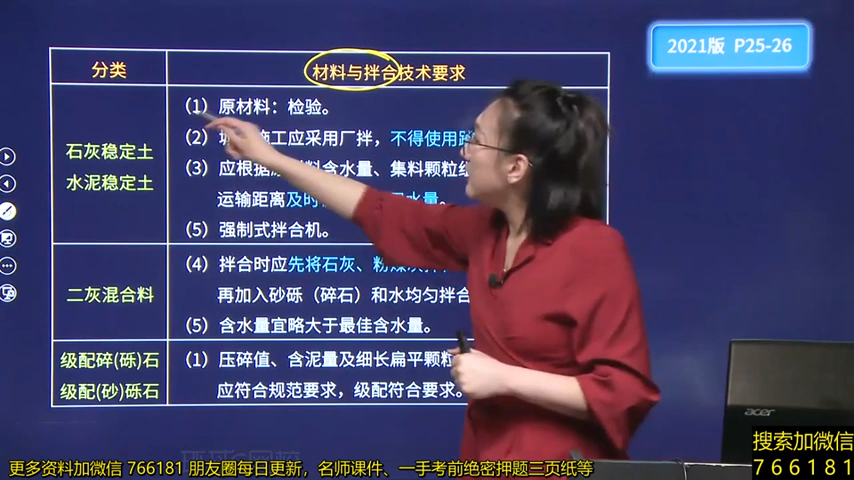 2021版 P25-26
分类
材料与拌合技术要求
石灰稳定土
水泥稳定土
(1) 原材料：检验。
(2) 施工应采用厂拌，不得使用
(3) 应根据 料含水量、集料颗粒
运输距离及时 水量。
(5) 强制式拌合机。
二灰混合料
(4) 拌合时应先将石灰、粉煤灰拌
再加入砂砾（碎石）和水均匀拌合
(5) 含水量宜略大于最佳含水量。
级配碎(砾)石
级配(砂)砾石
(1) 压碎值、含泥量及细长扁平颗粒
应符合规范要求，级配符合要求。
acer
搜索加微信
766181
更多资料加微信 766181 朋友圈每日更新，名师课件、一手考前绝密押题三页纸等